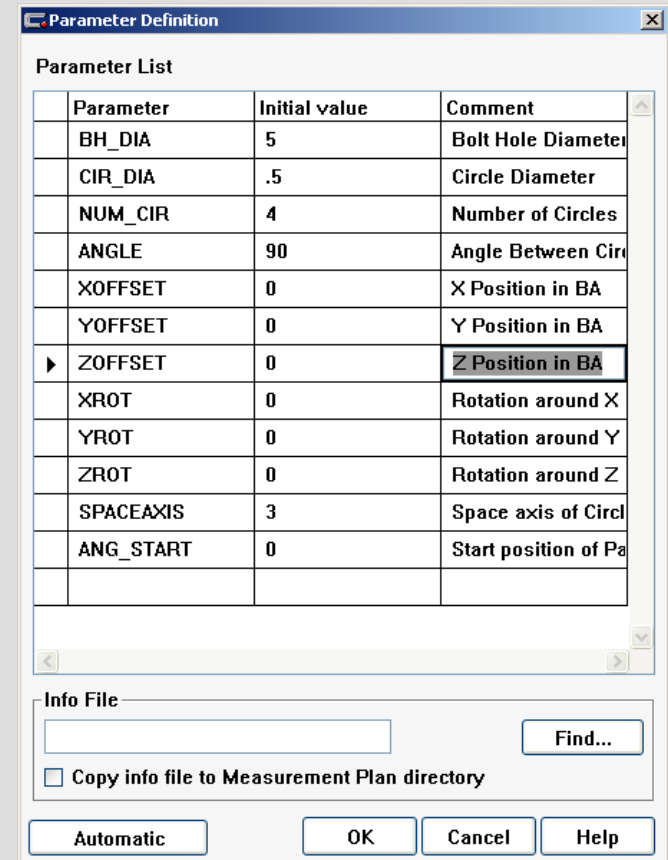 Parameter Definition
Parameter List
Parameter Initial value Comment
BH_DIA 5 Bolt Hole Diameter
CIR_DIA .5 Circle Diameter
NUM_CIR 4 Number of Circles
ANGLE 90 Angle Between Cir
XOFFSET 0 X Position in BA
YOFFSET 0 Y Position in BA
ZOFFSET 0 Z Position in BA
XROT 0 Rotation around X
YROT 0 Rotation around Y
ZROT 0 Rotation around Z
SPACEAXIS 3 Space axis of Circl
ANG_START 0 Start position of Pa
Info File
Find...
Copy info file to Measurement Plan directory
Automatic OK Cancel Help